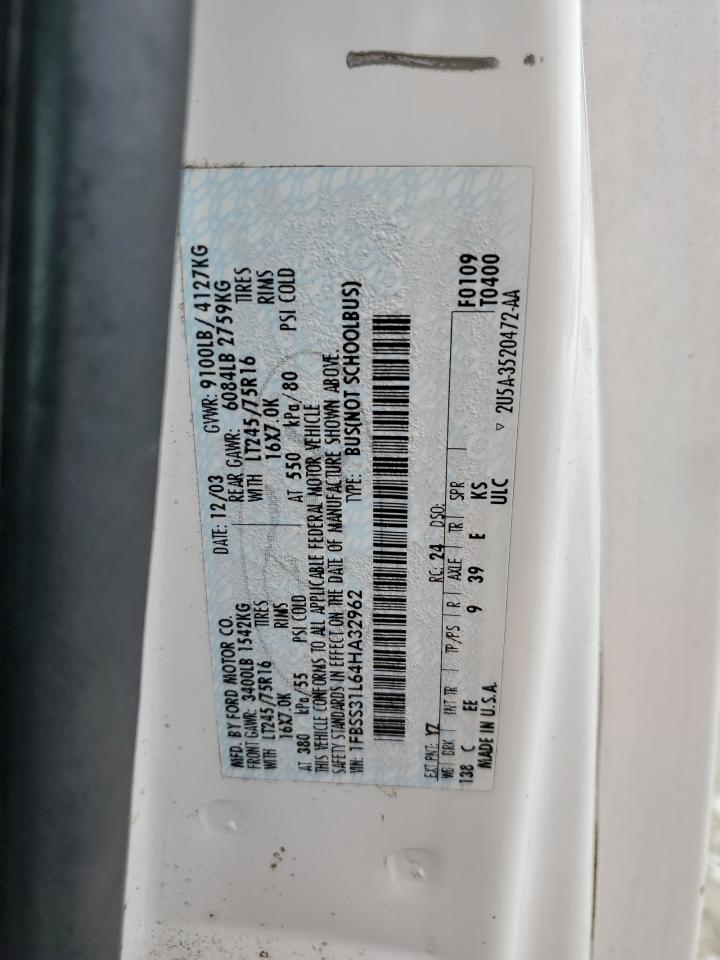 MFD. BY FORD MOTOR CO.
DATE: 12/03 GVWR: 9100LB/ 4127KG
FRONT GAWR: 3400LB 1542KG REAR GAWR: 6084LB 2759KG
WITH LT245/75R16 TIRES WITH LT245/75R16 TIRES
16X7.0K RIMS 16X7.0K RIMS
AT 380 kPa/55 PSI COLD AT 550 kPa/80 PSI COLD
THIS VEHICLE CONFORMS TO ALL APPLICABLE FEDERAL MOTOR VEHICLE
SAFETY STANDARDS IN EFFECT ON THE DATE OF MANUFACTURE SHOWN ABOVE.
VIN: 1FBSS31L64HA32962 TYPE: BUS(NOT SCHOOLBUS)
EXT PNT: YZ RC: 24 DSO: F0109
WB BRK INT TR TP/PS R AXLE TR SPR T0400
138 C EE 9 39 E KS
MADE IN U.S.A. ULC ▽ 2U5A-3520472-AA